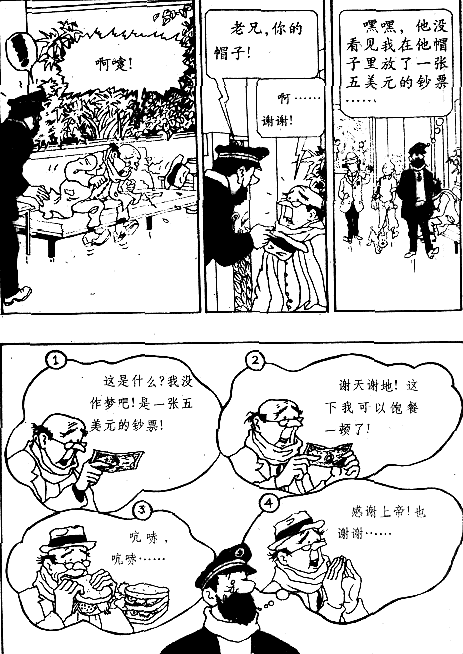 啊嚏！
老兄，你的
帽子！
啊……
谢谢！
嘿嘿，他没
看见我在他帽
子里放了一张
五美元的钞票
……
1
这是什么？我没
作梦吧！是一张五
美元的钞票！
2
谢天谢地！这
下我可以饱餐
一顿了！
3
吭哧，
吭哧……
4
感谢上帝！也
谢谢……